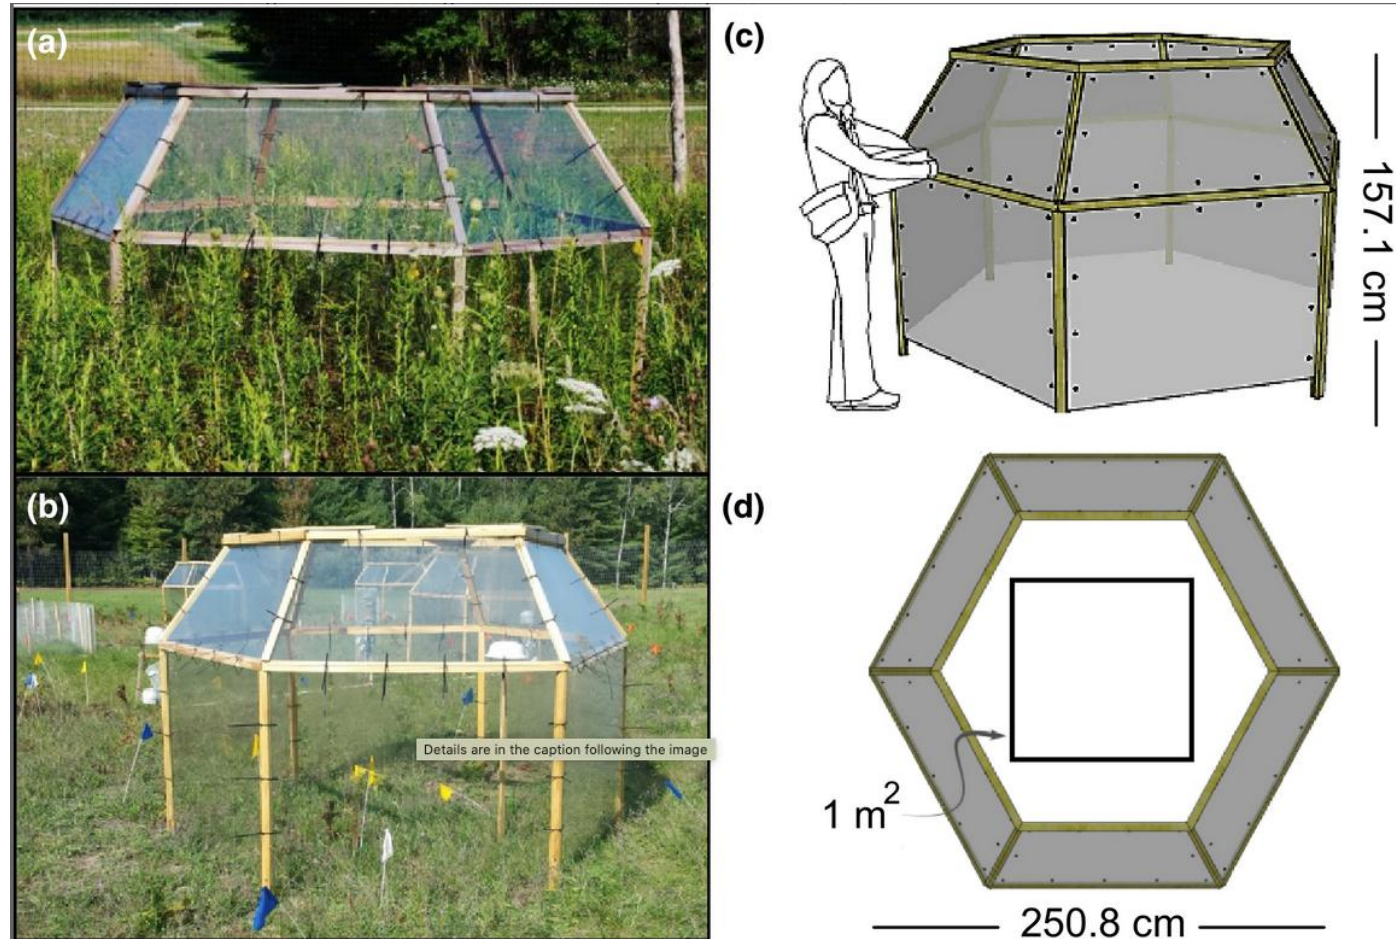 (a)
(b)
Details are in the caption following the image
(c)
157.1 cm
(d)
1 m²
250.8 cm